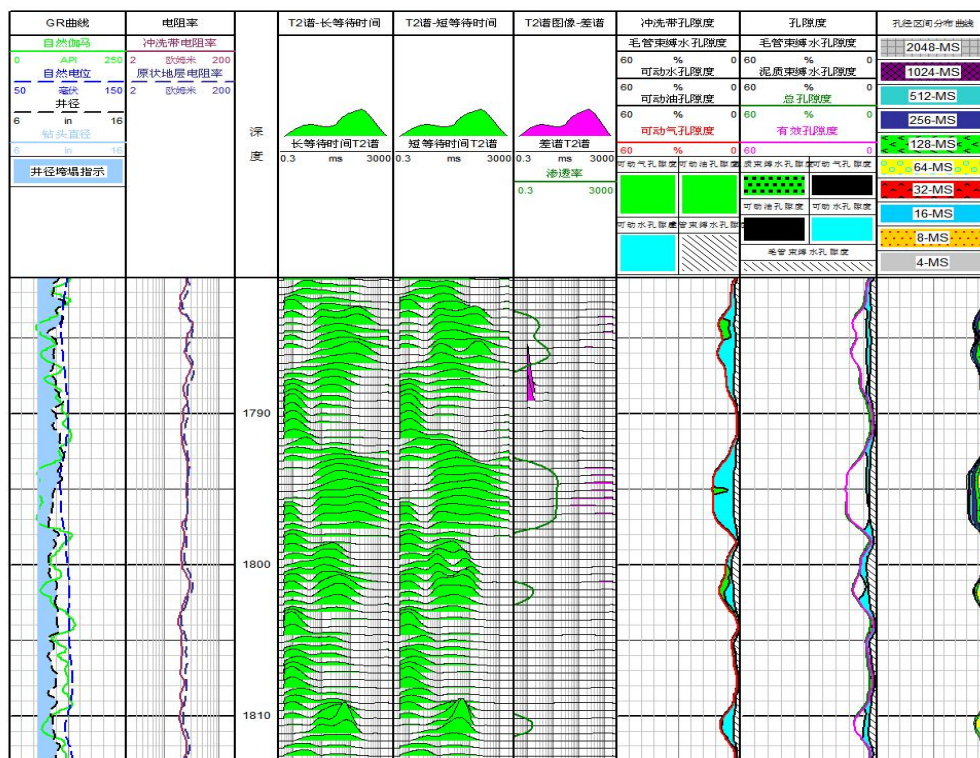 GR曲线
自然伽马
0 API 250
自然电位
50 毫伏 150
井径
6 in 16
钻头直径
6 in 16
井径垮塌指示
电阻率
冲洗带电阻率
2 欧姆米 200
原状地层电阻率
2 欧姆米 200
深
度
T2谱-长等待时间
长等待时间T2谱
0.3 ms 3000
T2谱-短等待时间
短等待时间T2谱
0.3 ms 3000
T2谱图像-差谱
差谱T2谱
0.3 ms 3000
渗透率
0.3 3000
冲洗带孔隙度
毛管束缚水孔隙度
60 % 0
可动水孔隙度
60 % 0
可动油孔隙度
60 % 0
可动气孔隙度
60 % 0
可动气孔隙度 可动油孔隙度
可动水孔隙度 管束缚水孔隙度
孔隙度
毛管束缚水孔隙度
60 % 0
泥质束缚水孔隙度
60 % 0
总孔隙度
60 % 0
有效孔隙度
60 0
质束缚水孔隙度 可动气孔隙度
可动油孔隙度 可动水孔隙度
毛管束缚水孔隙度
孔径区间分布曲线
2048-MS
1024-MS
512-MS
256-MS
128-MS
64-MS
32-MS
16-MS
8-MS
4-MS
1790
1800
1810